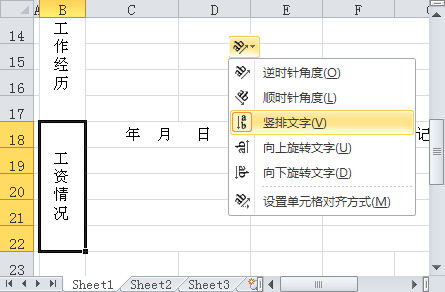 A B C D E F G
14
15
16
17
18
19
20
21
22
23
工作经历
年 月 日
记
工资情况
逆时针角度(O)
顺时针角度(L)
竖排文字(V)
向上旋转文字(U)
向下旋转文字(D)
设置单元格对齐方式(M)
Sheet1 Sheet2 Sheet3